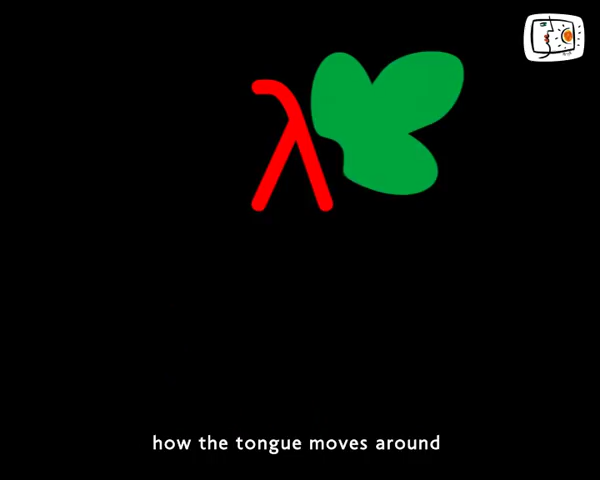 λ
how the tongue moves around